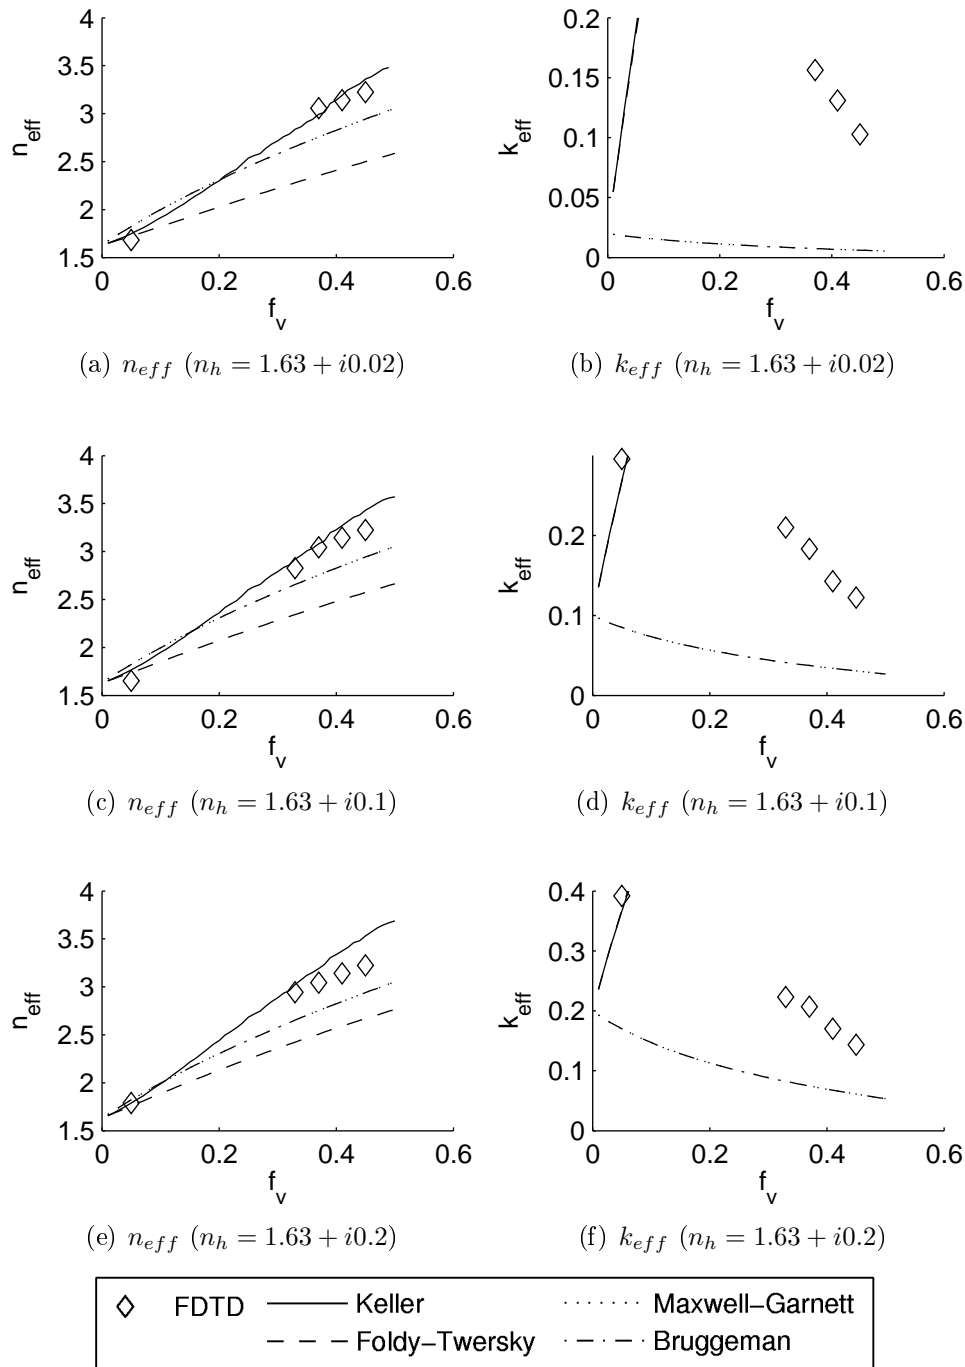 4
3.5
3
2.5
2
1.5
0
0.2
0.4
0.6
n_eff
f_v
(a) n_eff (n_h = 1.63 + i0.02)
0.2
0.15
0.1
0.05
0
0
0.2
0.4
0.6
k_eff
f_v
(b) k_eff (n_h = 1.63 + i0.02)
4
3.5
3
2.5
2
1.5
0
0.2
0.4
0.6
n_eff
f_v
(c) n_eff (n_h = 1.63 + i0.1)
0.2
0.1
0
0
0.2
0.4
0.6
k_eff
f_v
(d) k_eff (n_h = 1.63 + i0.1)
4
3.5
3
2.5
2
1.5
0
0.2
0.4
0.6
n_eff
f_v
(e) n_eff (n_h = 1.63 + i0.2)
0.4
0.3
0.2
0.1
0
0
0.2
0.4
0.6
k_eff
f_v
(f) k_eff (n_h = 1.63 + i0.2)
FDTD
Keller
Maxwell-Garnett
Foldy-Twersky
Bruggeman